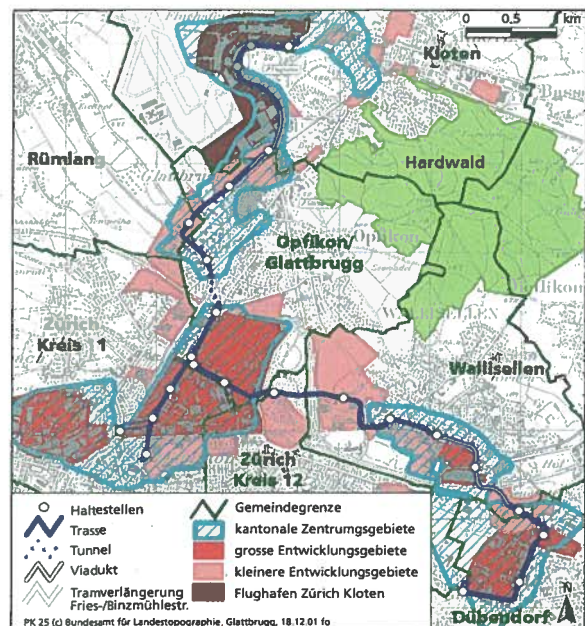 0 0,5 km
Kloten
Rümlang
Hardwald
Opfikon/
Glattbrugg
WALLISELLEN
Zürich
Kreis 1
Wallisellen
Zürich
Kreis 12
Dübendorf
N
Haltestellen
Trasse
Tunnel
Viadukt
Tramverlängerung
Fries-/Binzmühlestr.
Gemeindegrenze
kantonale Zentrumsgebiete
grosse Entwicklungsgebiete
kleinere Entwicklungsgebiete
Flughafen Zürich Kloten
PK 25 (c) Bundesamt für Landestopographie, Glattbrugg, 18.12.01 fo